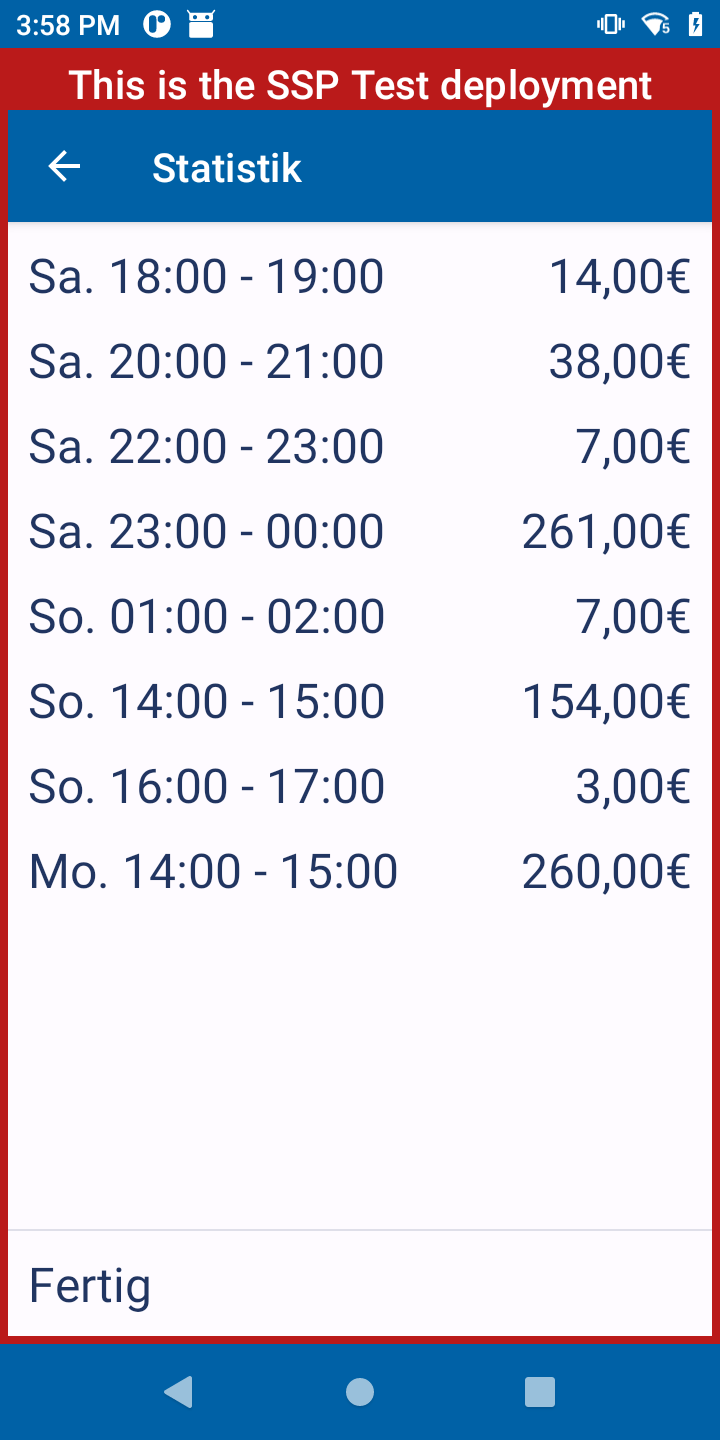 3:58 PM
5
This is the SSP Test deployment
Statistik
Sa. 18:00 - 19:00 14,00€
Sa. 20:00 - 21:00 38,00€
Sa. 22:00 - 23:00 7,00€
Sa. 23:00 - 00:00 261,00€
So. 01:00 - 02:00 7,00€
So. 14:00 - 15:00 154,00€
So. 16:00 - 17:00 3,00€
Mo. 14:00 - 15:00 260,00€
Fertig